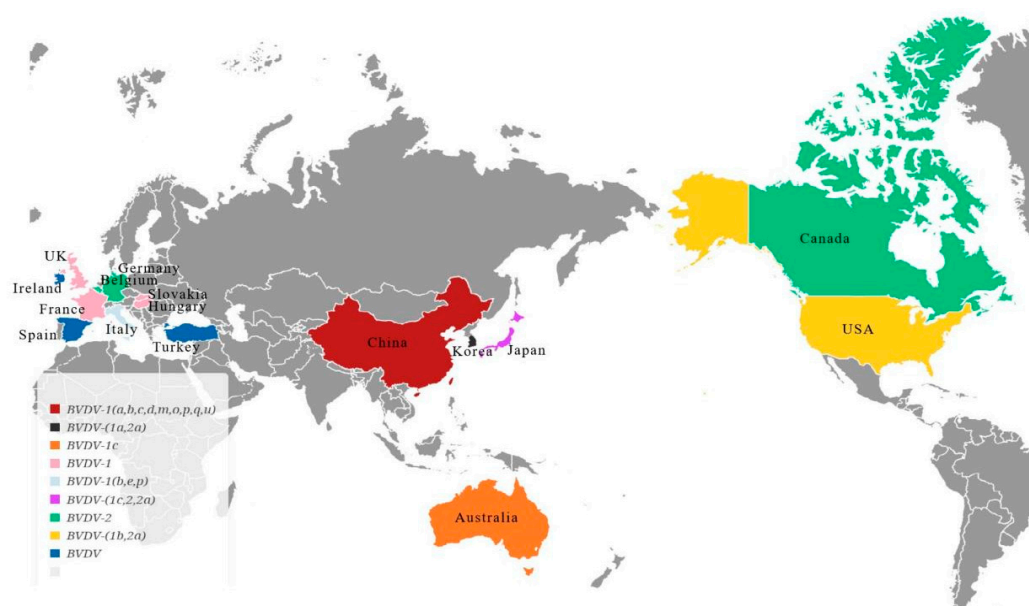 Canada
UK
Germany
Belgium
Ireland
Slovakia
Hungary
France
Italy
Spain
Turkey
China
Korea
Japan
USA
BVDV-1(a,b,c,d,m,o,p,q,u)
BVDV-(1a,2a)
BVDV-1c
BVDV-1
BVDV-1(b,e,p)
BVDV-(1c,2,2a)
BVDV-2
BVDV-(1b,2a)
BVDV
Australia